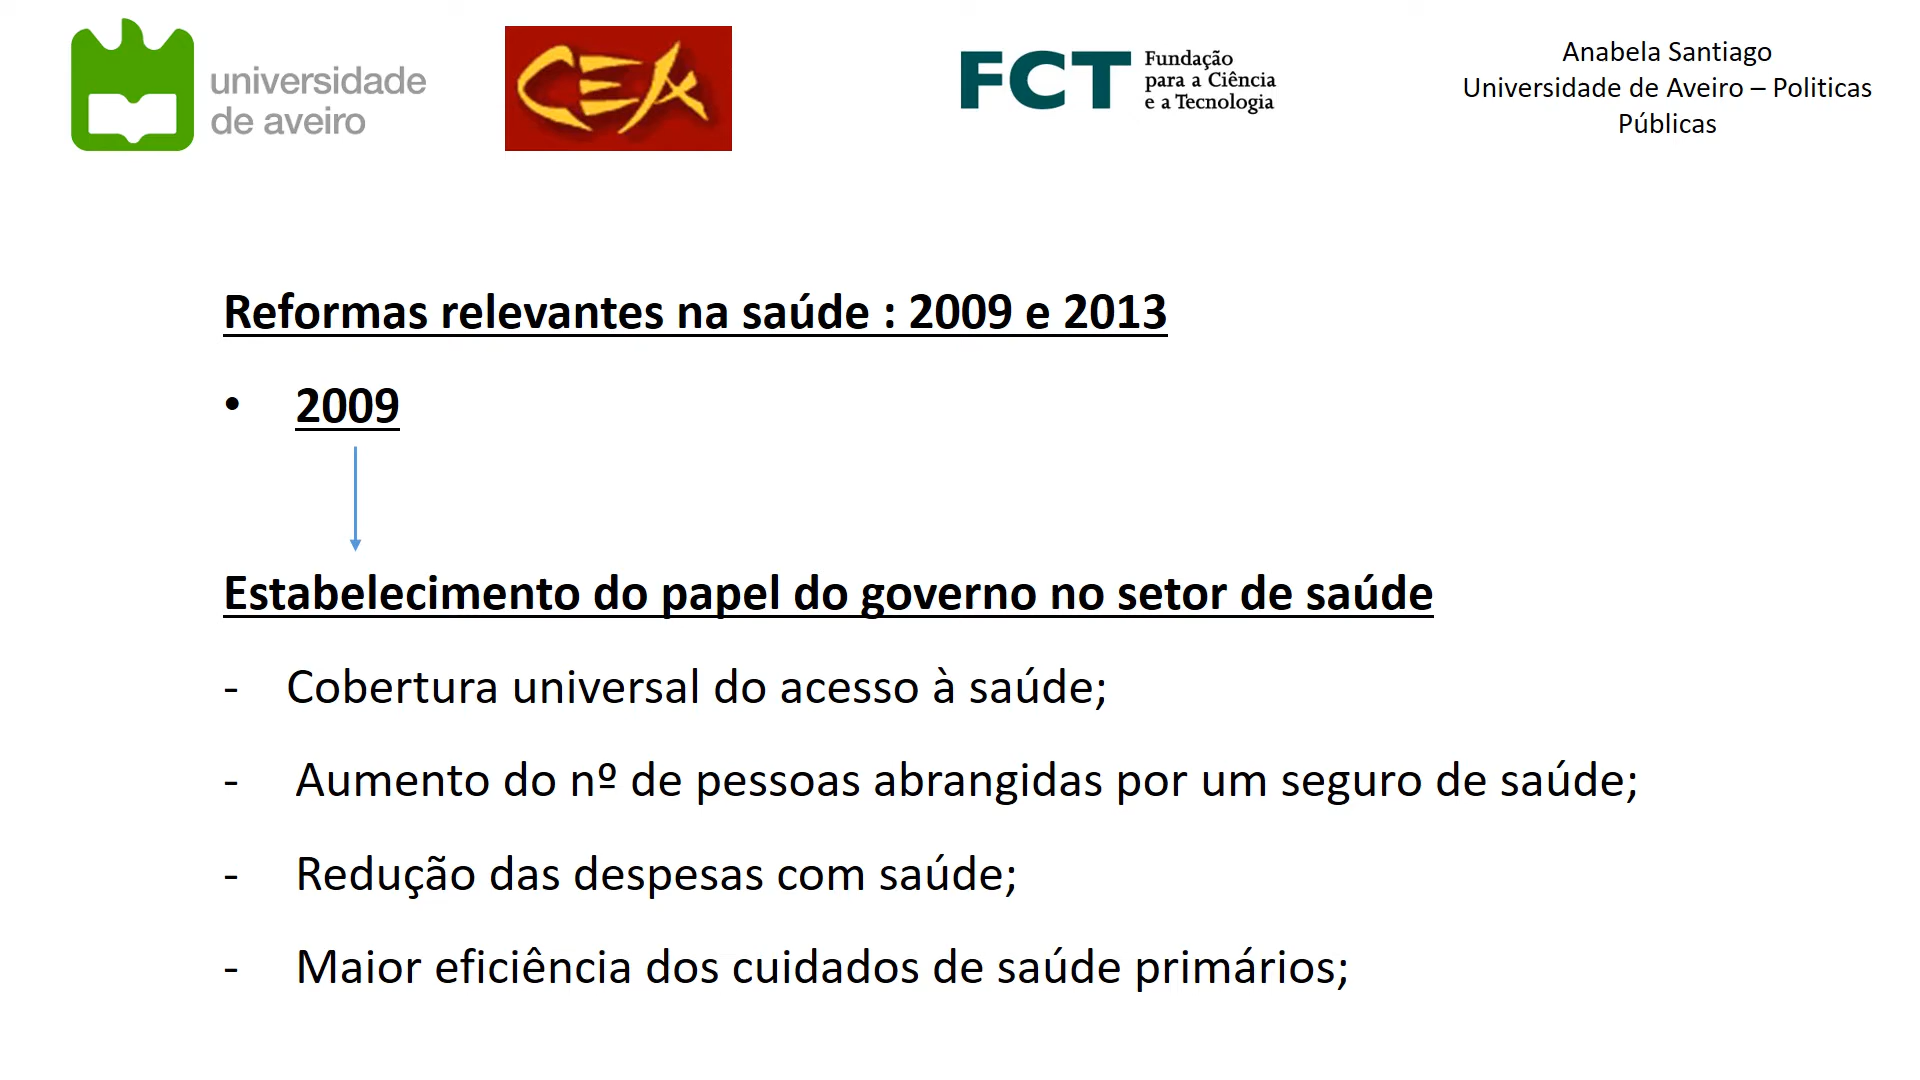 universidade
de aveiro
CEA
FCT
Fundação
para a Ciência
e a Tecnologia
Anabela Santiago
Universidade de Aveiro – Politicas
Públicas
Reformas relevantes na saúde : 2009 e 2013
• 2009
Estabelecimento do papel do governo no setor de saúde
- Cobertura universal do acesso à saúde;
- Aumento do nº de pessoas abrangidas por um seguro de saúde;
- Redução das despesas com saúde;
- Maior eficiência dos cuidados de saúde primários;